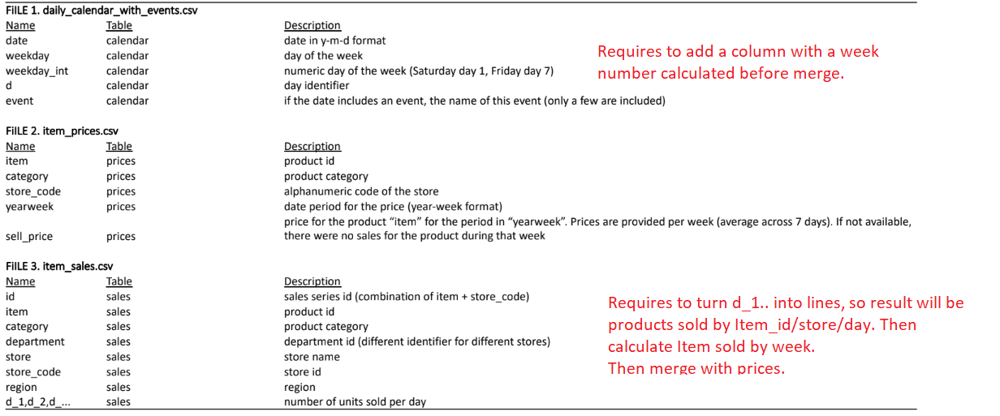 FiILE 1. daily_calendar_with_events.csv
Name Table Description
date calendar date in y-m-d format
weekday calendar day of the week
weekday_int calendar numeric day of the week (Saturday day 1, Friday day 7)
d calendar day identifier
event calendar if the date includes an event, the name of this event (only a few are included)
Requires to add a column with a week
number calculated before merge.
FiILE 2. item_prices.csv
Name Table Description
item prices product id
category prices product category
store_code prices alphanumeric code of the store
yearweek prices date period for the price (year-week format)
price for the product “item” for the period in “yearweek”. Prices are provided per week (average across 7 days). If not available,
sell_price prices there were no sales for the product during that week
FiILE 3. item_sales.csv
Name Table Description
id sales sales series id (combination of item + store_code)
item sales product id
category sales product category
department sales department id (different identifier for different stores)
store sales store name
store_code sales store id
region sales region
d_1,d_2,d_... sales number of units sold per day
Requires to turn d_1.. into lines, so result will be
products sold by Item_id/store/day. Then
calculate Item sold by week.
Then merge with prices.